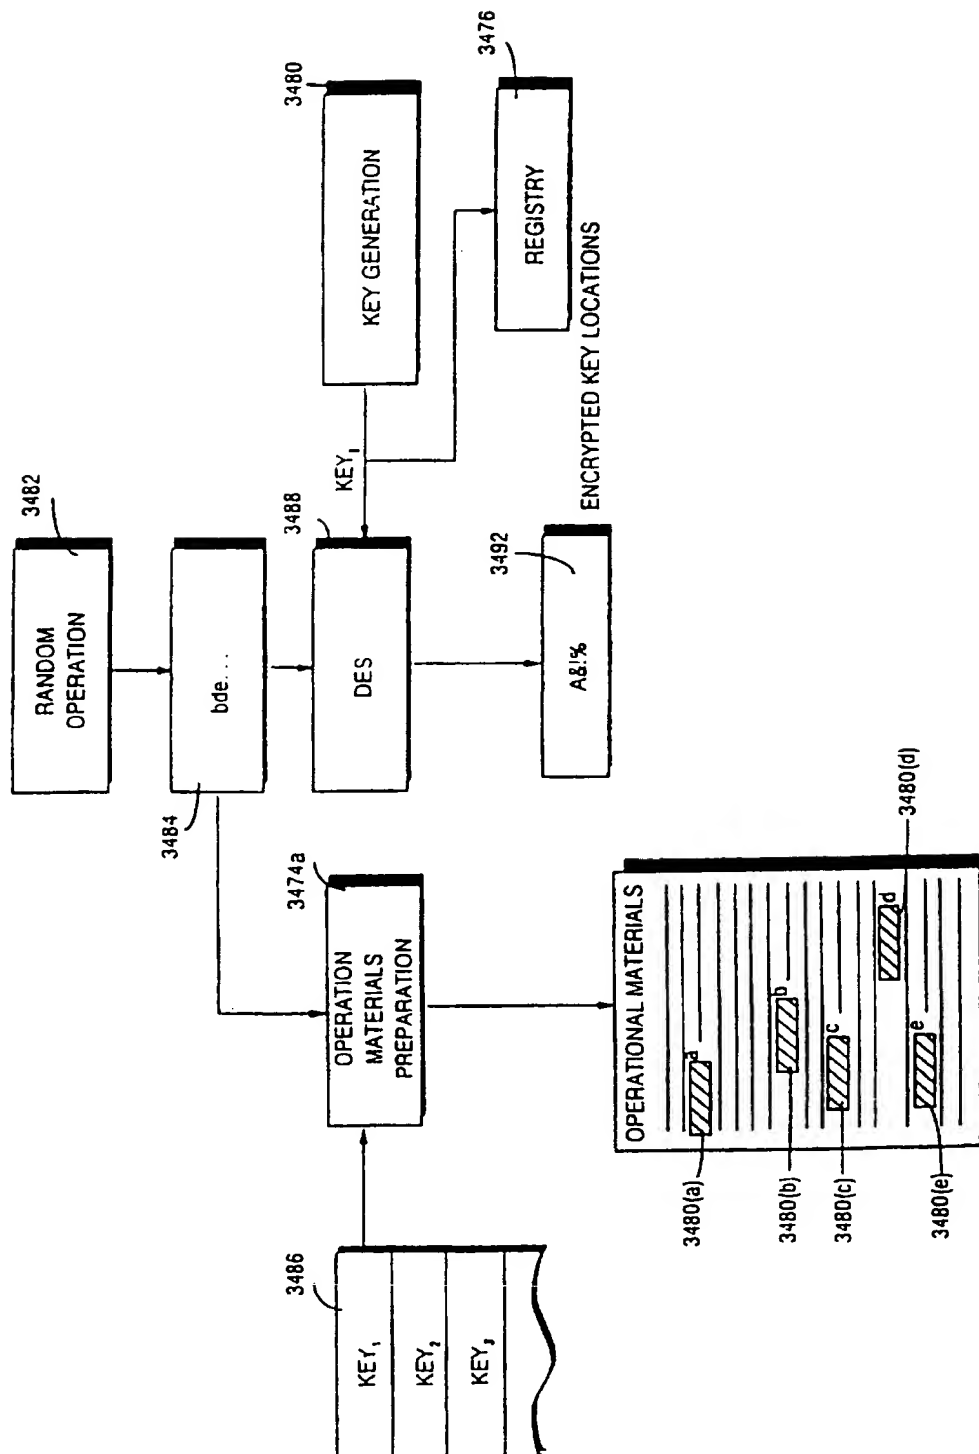 3482
RANDOM
OPERATION
3480
KEY GENERATION
3476
REGISTRY
3484
bde...
3488
DES
KEY₁
3492
A&!%
ENCRYPTED KEY LOCATIONS
3474a
OPERATION
MATERIALS
PREPARATION
3486
KEY₁
KEY₂
KEY₃
OPERATIONAL MATERIALS
a
b
c
d
e
3480(a)
3480(b)
3480(c)
3480(d)
3480(e)